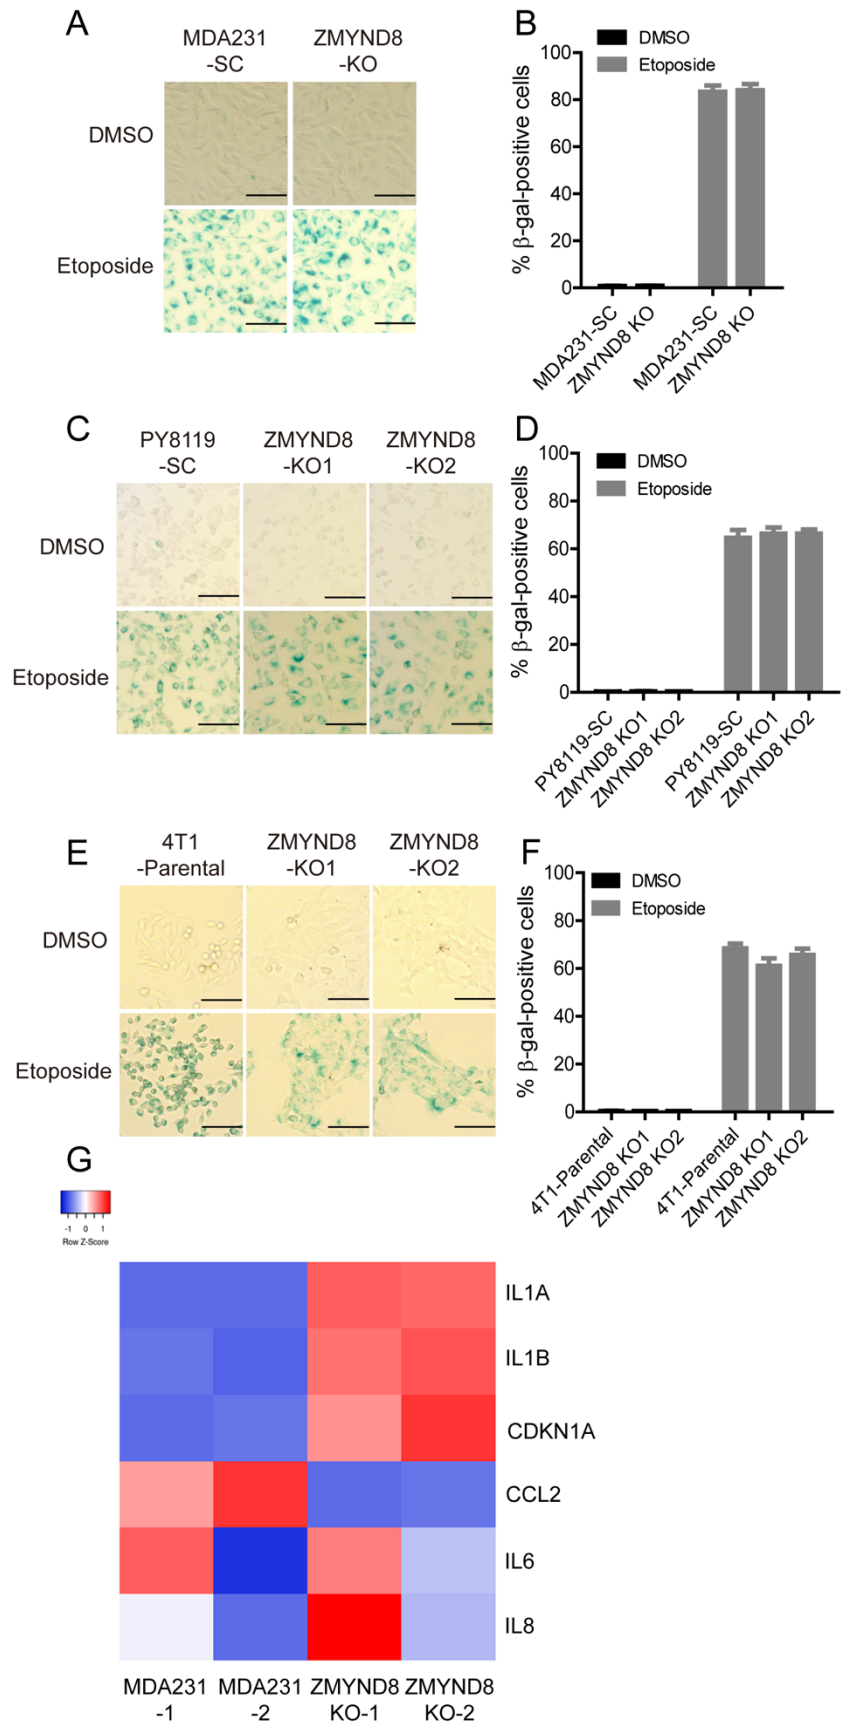 A
MDA231
-SC
ZMYND8
-KO
DMSO
Etoposide
B
DMSO
Etoposide
% β-gal-positive cells
100
80
60
40
20
0
MDA231-SC
ZMYND8 KO
MDA231-SC
ZMYND8 KO
C
PY8119
-SC
ZMYND8
-KO1
ZMYND8
-KO2
DMSO
Etoposide
D
DMSO
Etoposide
% β-gal-positive cells
100
80
60
40
20
0
PY8119-SC
ZMYND8 KO1
ZMYND8 KO2
PY8119-SC
ZMYND8 KO1
ZMYND8 KO2
E
4T1
-Parental
ZMYND8
-KO1
ZMYND8
-KO2
DMSO
Etoposide
F
DMSO
Etoposide
% β-gal-positive cells
100
80
60
40
20
0
4T1-Parental
ZMYND8 KO1
ZMYND8 KO2
4T1-Parental
ZMYND8 KO1
ZMYND8 KO2
G
-1 0 1
Row Z-Score
IL1A
IL1B
CDKN1A
CCL2
IL6
IL8
MDA231 MDA231 ZMYND8 ZMYND8
-1 -2 KO-1 KO-2